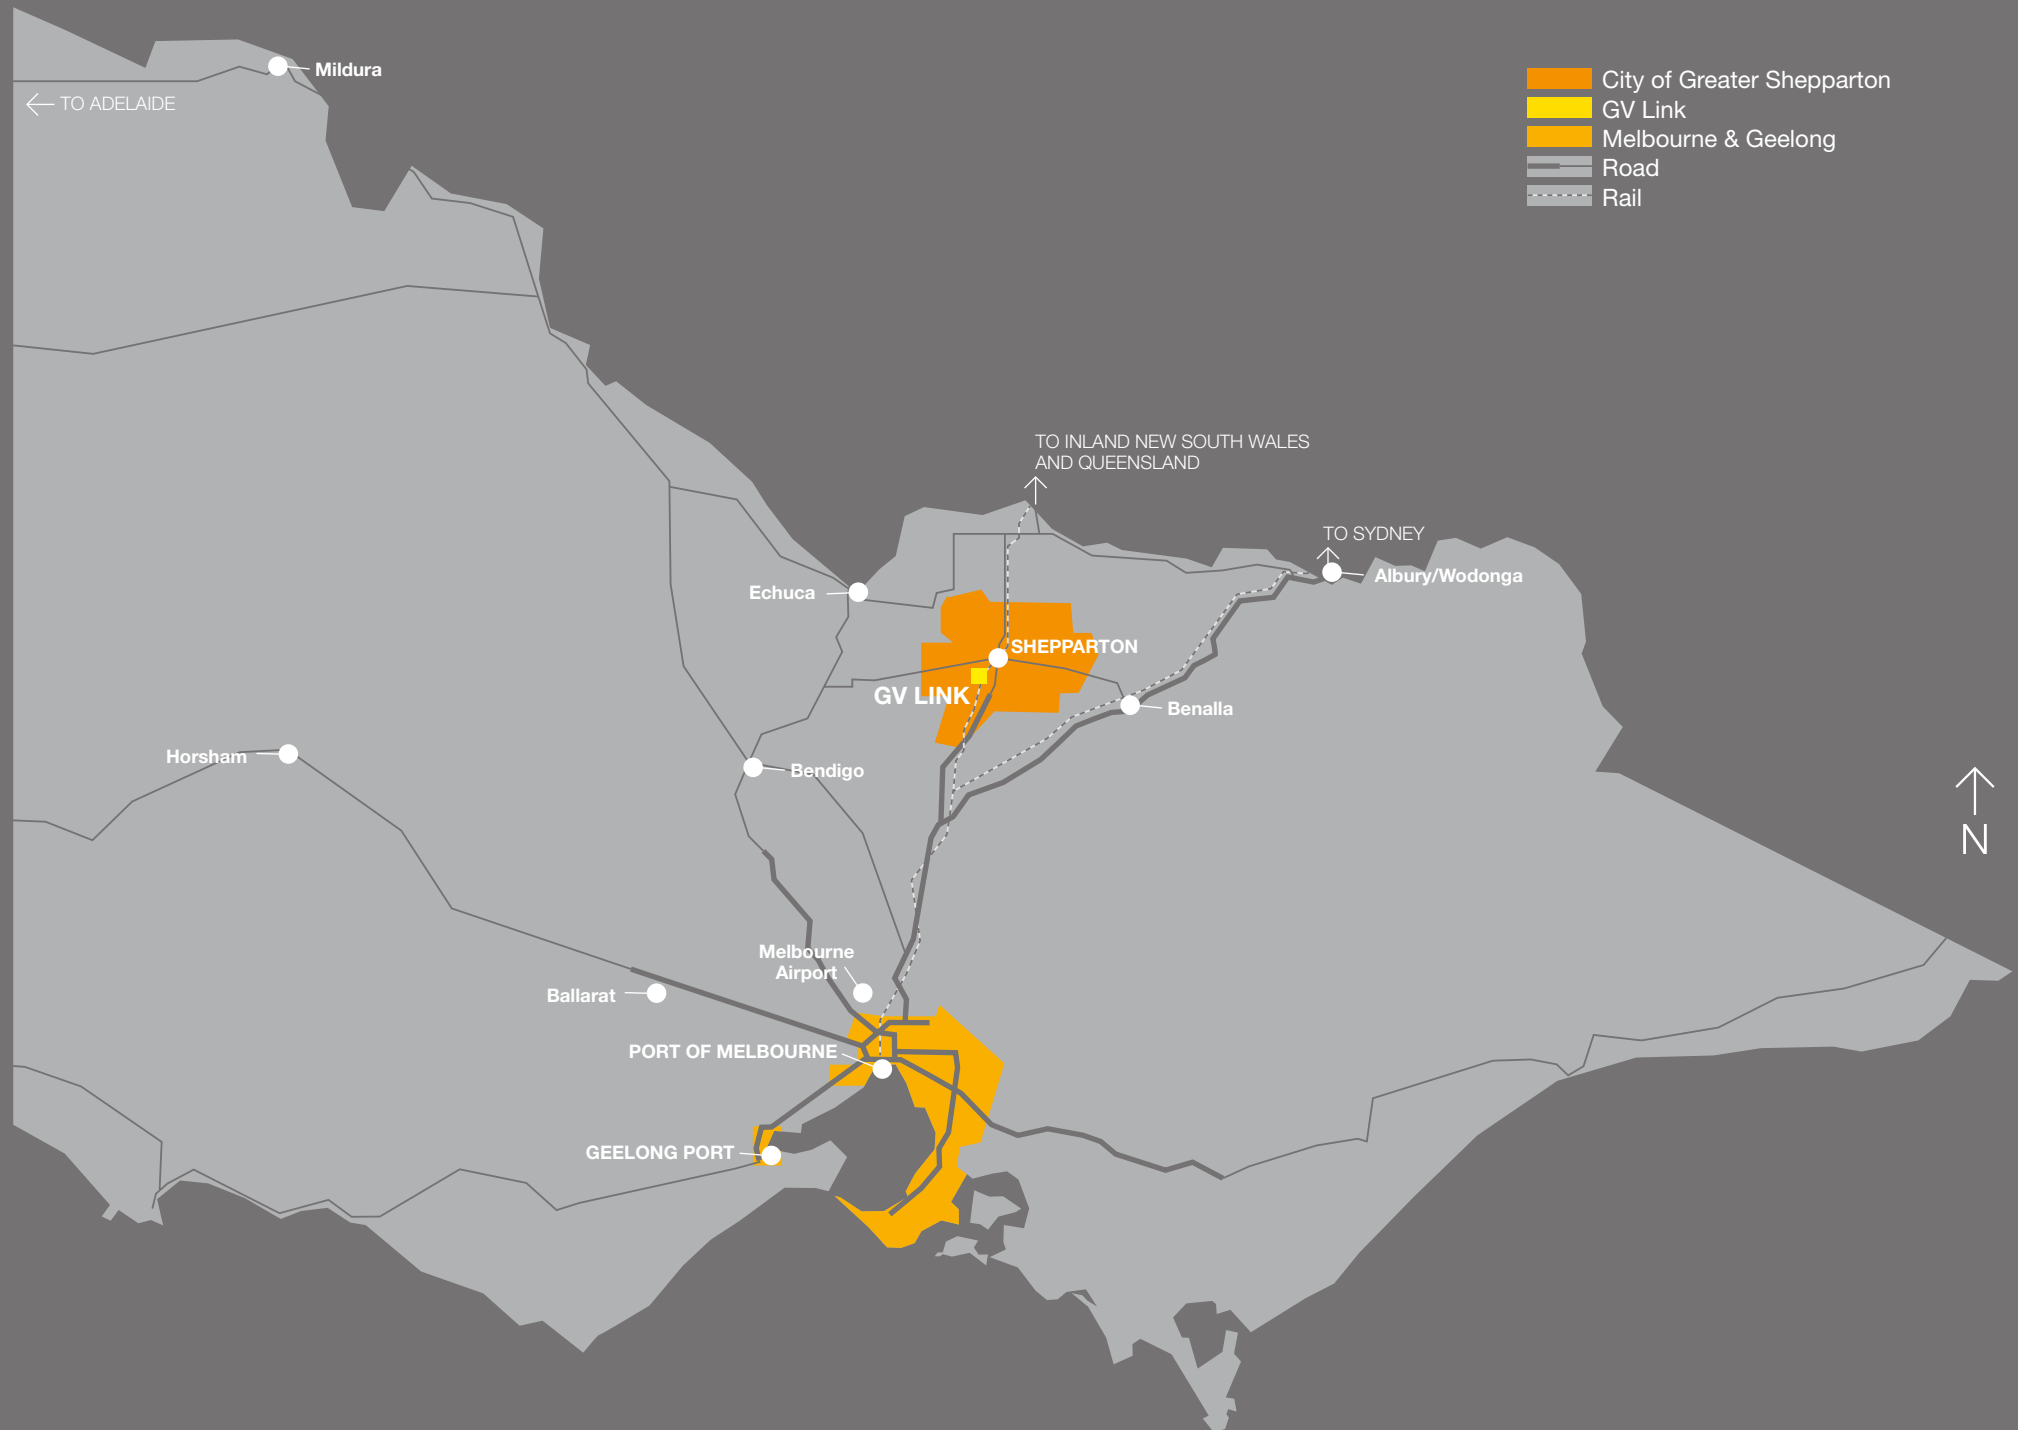 Mildura
TO ADELAIDE
City of Greater Shepparton
GV Link
Melbourne & Geelong
Road
Rail
TO INLAND NEW SOUTH WALES
AND QUEENSLAND
TO SYDNEY
Albury/Wodonga
Echuca
SHEPPARTON
GV LINK
Benalla
Horsham
Bendigo
N
Melbourne
Airport
Ballarat
PORT OF MELBOURNE
GEELONG PORT